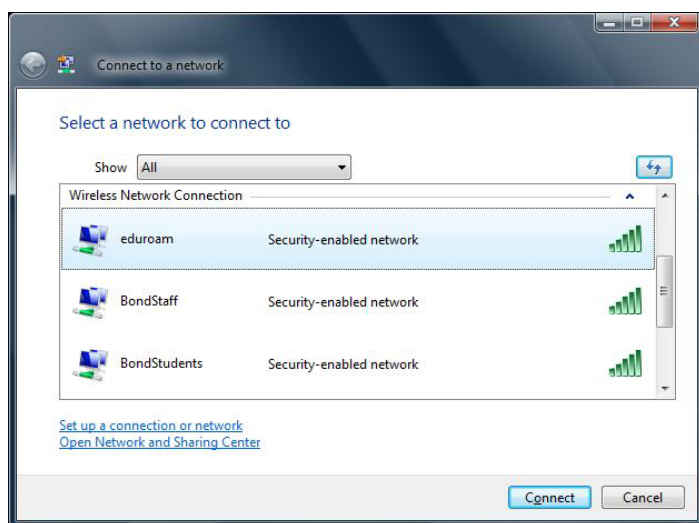 Connect to a network
Select a network to connect to
Show All
Wireless Network Connection
eduroam Security-enabled network
BondStaff Security-enabled network
BondStudents Security-enabled network
Set up a connection or network
Open Network and Sharing Center
Connect Cancel